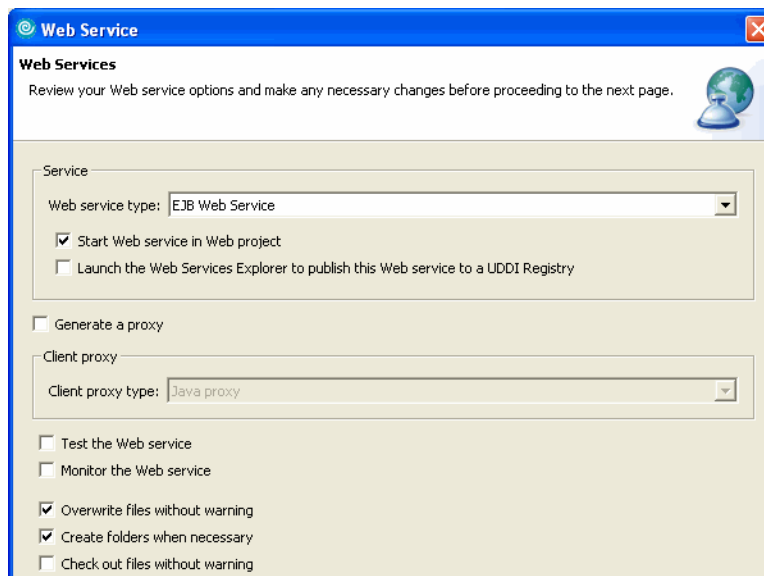 Web Service
Web Services
Review your Web service options and make any necessary changes before proceeding to the next page.
Service
Web service type: EJB Web Service
Start Web service in Web project
Launch the Web Services Explorer to publish this Web service to a UDDI Registry
Generate a proxy
Client proxy
Client proxy type: Java proxy
Test the Web service
Monitor the Web service
Overwrite files without warning
Create folders when necessary
Check out files without warning